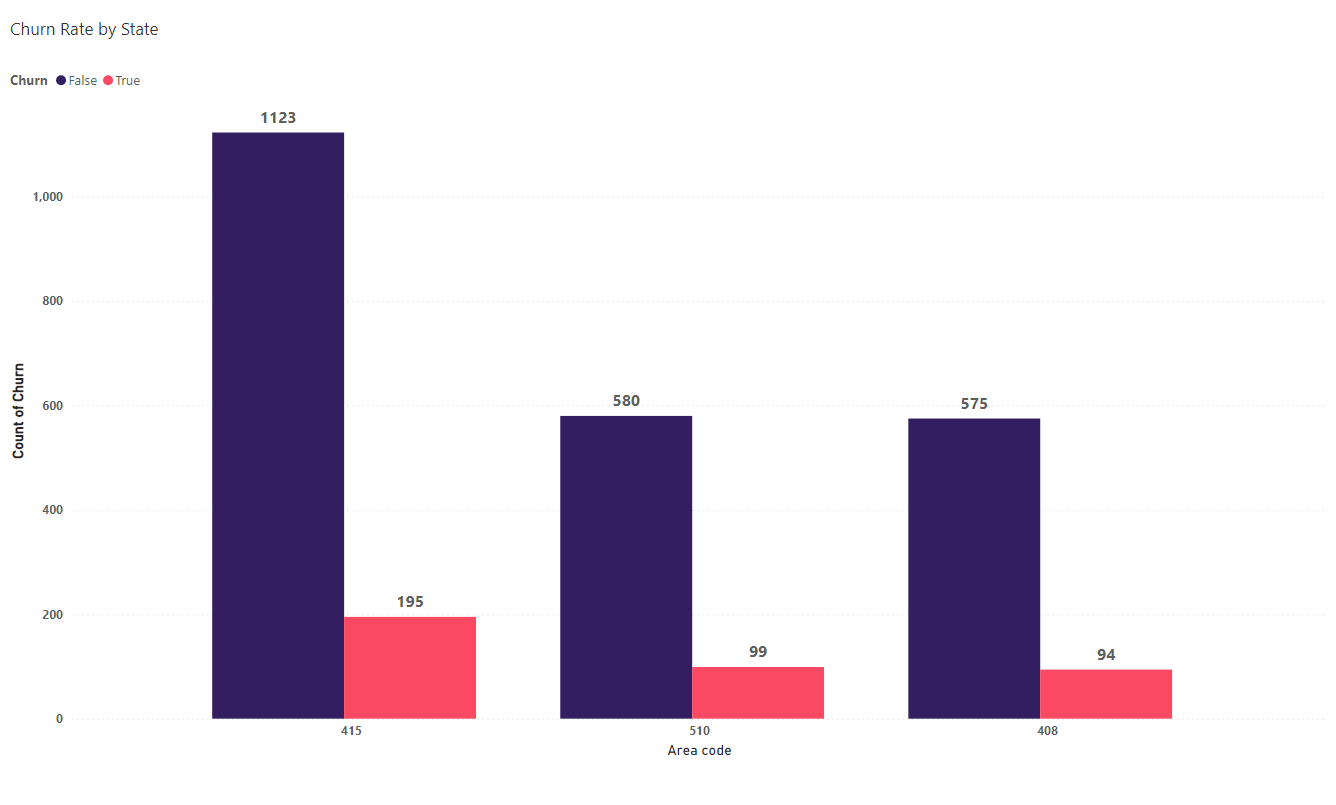 Churn Rate by State
Churn False True
1123
1,000
800
580
575
600
400
195
200
99
94
0
415 510 408
Area code
Count of Churn